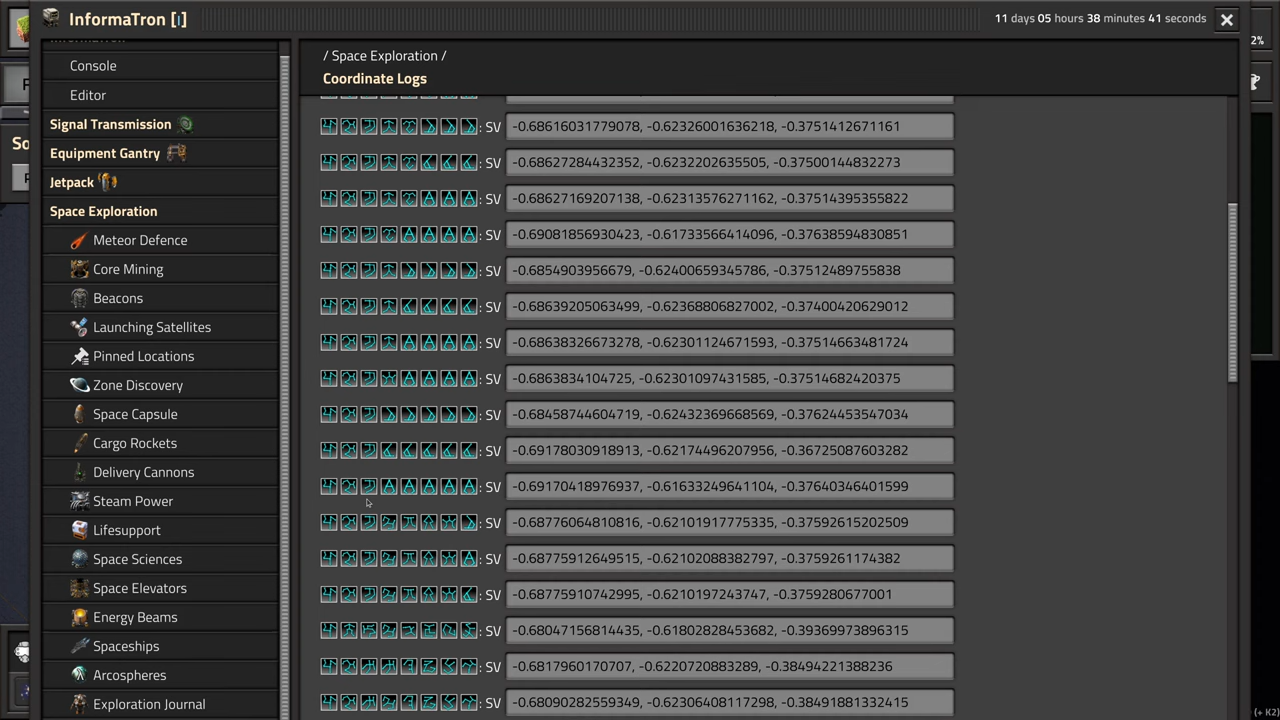 InformaTron [i]
11 days 05 hours 38 minutes 41 seconds
Console
Editor
Signal Transmission
Equipment Gantry
Jetpack
Space Exploration
Meteor Defence
Core Mining
Beacons
Launching Satellites
Pinned Locations
Zone Discovery
Space Capsule
Cargo Rockets
Delivery Cannons
Steam Power
Lifesupport
Space Sciences
Space Elevators
Energy Beams
Spaceships
Arcospheres
Exploration Journal
/ Space Exploration /
Coordinate Logs
: SV -0.68616031779078, -0.62326001636218, -0.3751412671161
: SV -0.68627284432352, -0.6232202635505, -0.37500144832273
: SV -0.68627169207138, -0.62313576271162, -0.37514395355822
: SV -0.69081856930423, -0.61733566414096, -0.37638594830851
: SV -0.6854903956679, -0.62400659345786, -0.37512489755838
: SV -0.68639205063499, -0.62368806827002, -0.37400420629012
: SV -0.68638326673278, -0.62301124671593, -0.37514663481724
: SV -0.6863834104725, -0.62301097431585, -0.37514682420375
: SV -0.68458744604719, -0.62432369668569, -0.37624453547034
: SV -0.69178030918913, -0.62174496207956, -0.36725087603282
: SV -0.69170418976937, -0.61633249641104, -0.37640346401599
: SV -0.68776064810816, -0.62101917775335, -0.37592615202509
: SV -0.68775912649515, -0.62102088382797, -0.3759261174382
: SV -0.68775910742995, -0.6210197243747, -0.3759280677001
: SV -0.68047156814435, -0.61802828453682, -0.39369973896315
: SV -0.6817960170707, -0.6220720883289, -0.38494221388236
: SV -0.68090282559349, -0.62306408117298, -0.38491881332415
2%
(+ K2)